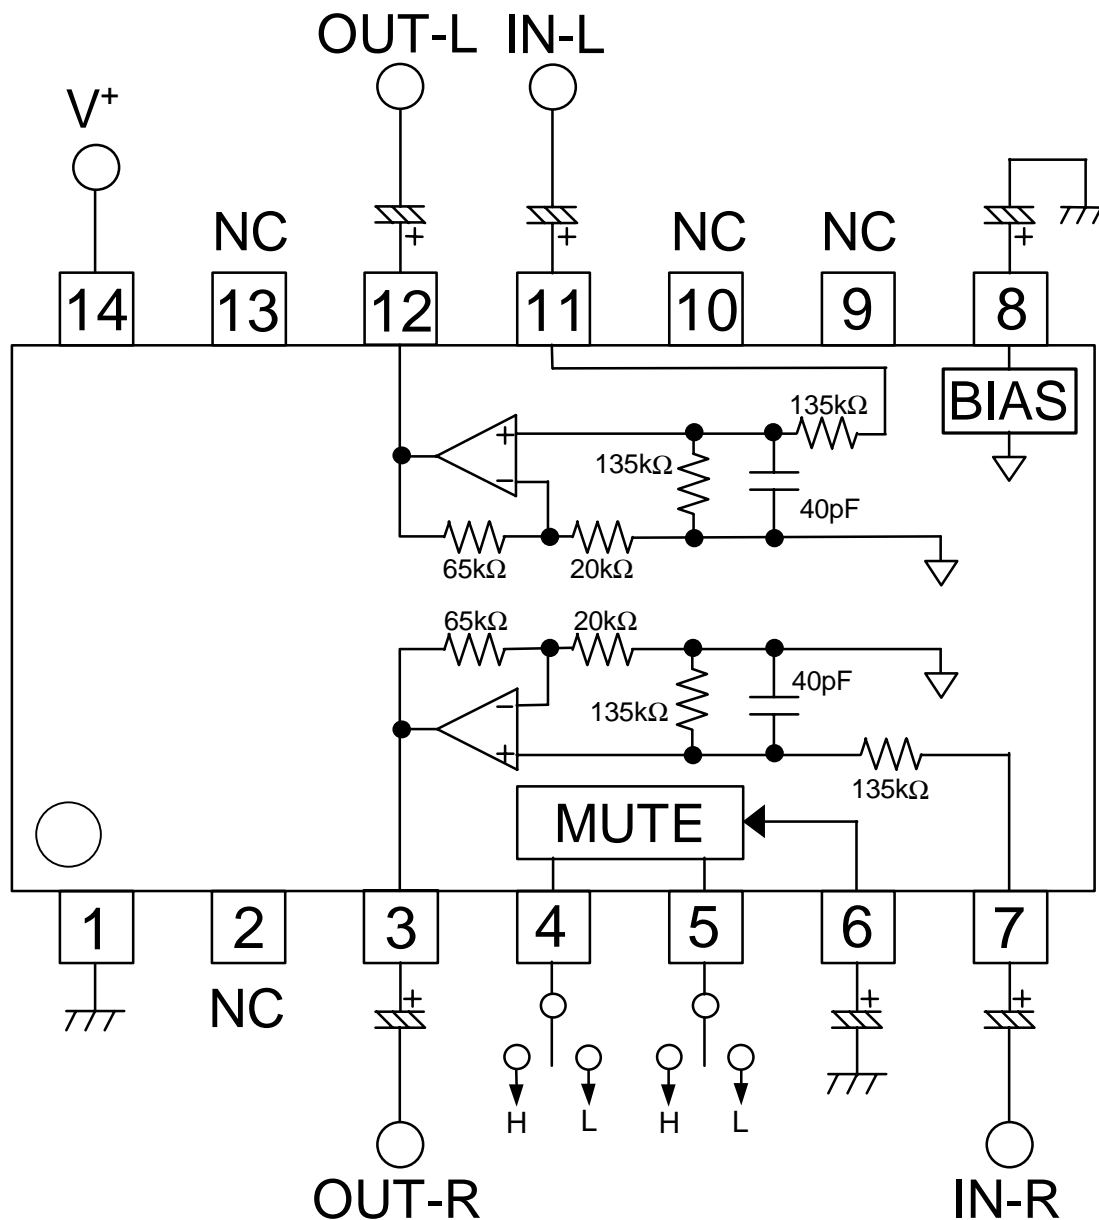 OUT-L IN-L
V+
NC NC NC
14 13 12 11 10 9 8
+ + +
BIAS
135kΩ
+
135kΩ
−
40pF
65kΩ 20kΩ
65kΩ 20kΩ
40pF
−
135kΩ
+
135kΩ
MUTE
1 2 3 4 5 6 7
NC
+ + +
H L H L
OUT-R IN-R